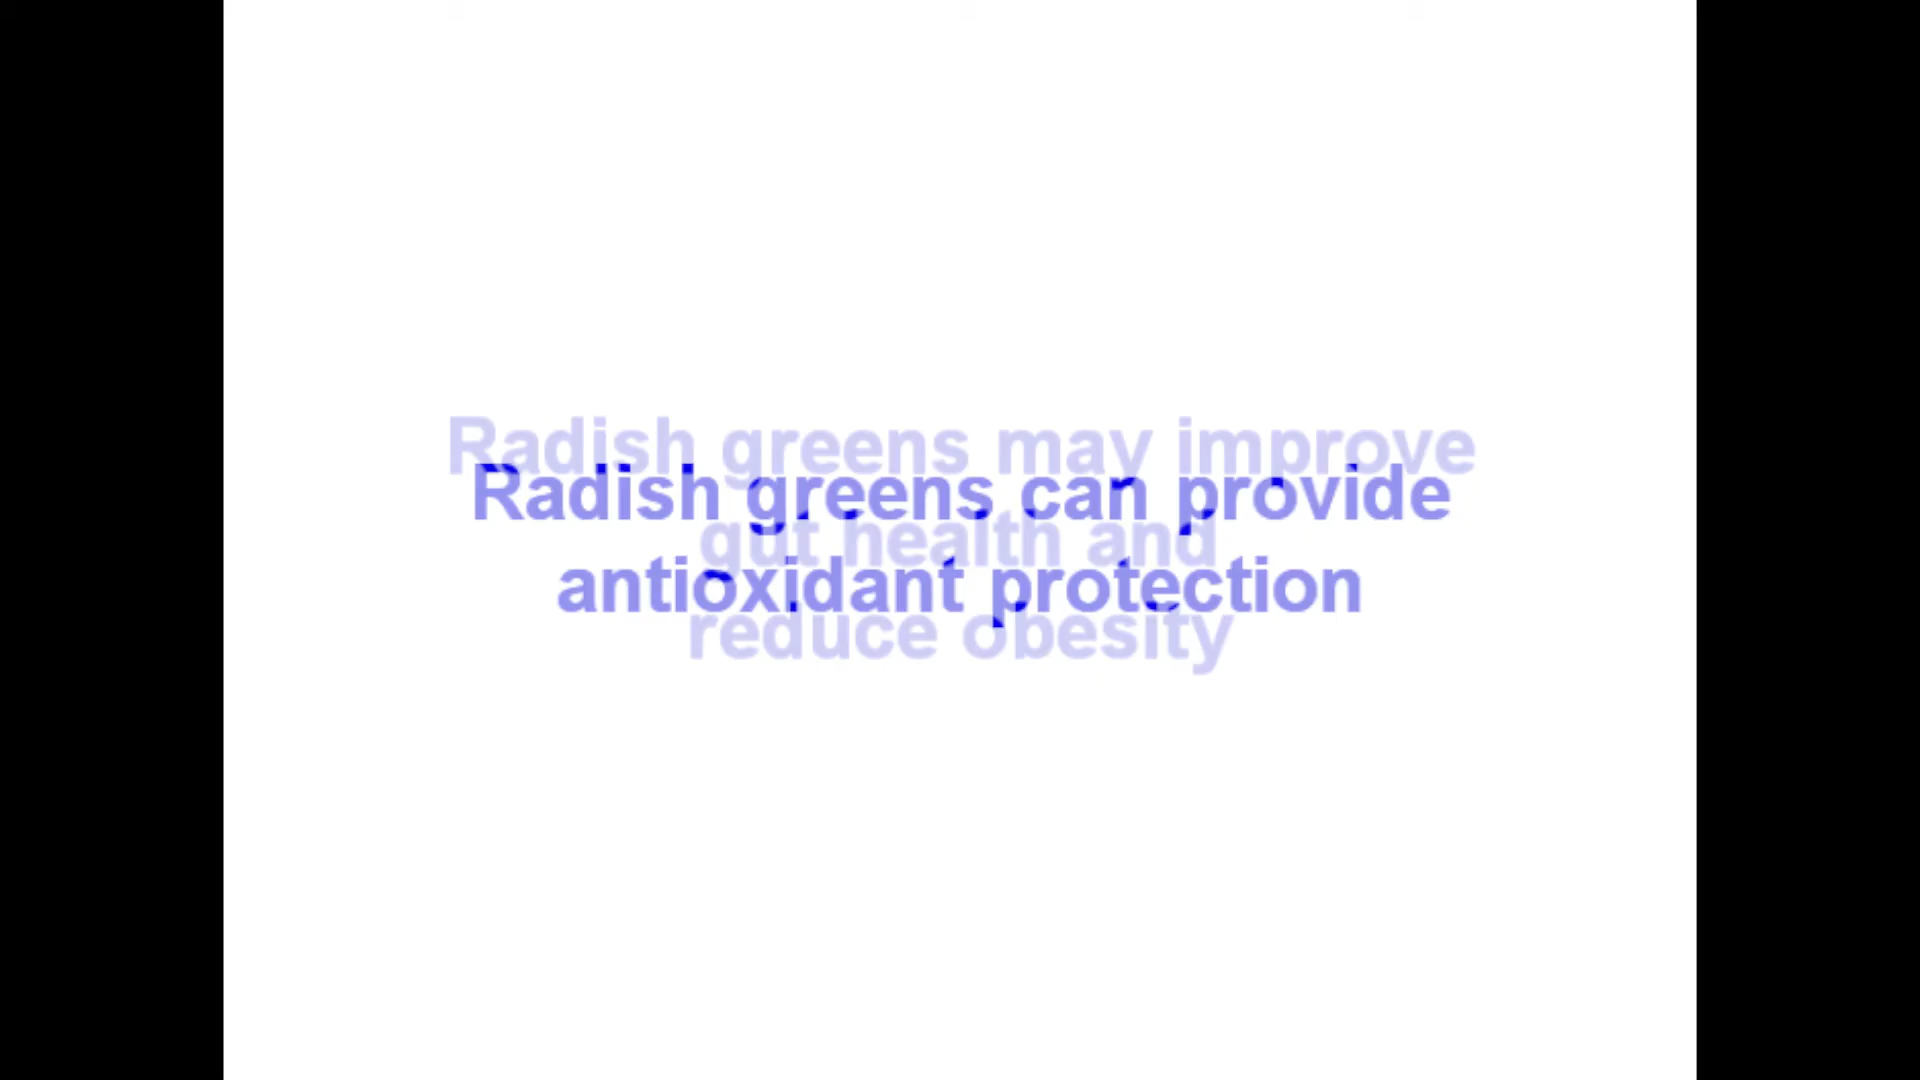 Radish greens may improve
Radish greens can provide
gut health and
antioxidant protection
reduce obesity